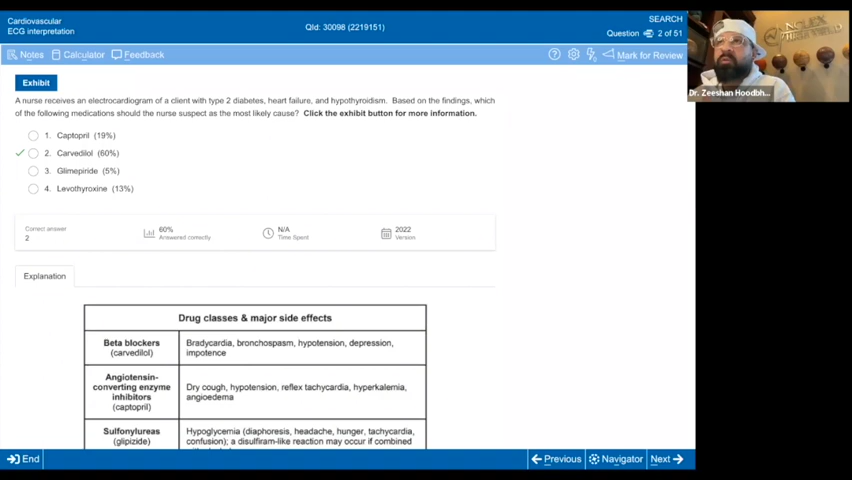 Cardiovascular
ECG interpretation
QId: 30098 (2219151)
SEARCH
Question 2 of 51
Notes Calculator Feedback
Mark for Review
Exhibit
A nurse receives an electrocardiogram of a client with type 2 diabetes, heart failure, and hypothyroidism. Based on the findings, which
of the following medications should the nurse suspect as the most likely cause? Click the exhibit button for more information.
1. Captopril (19%)
2. Carvedilol (60%)
3. Glimepiride (5%)
4. Levothyroxine (13%)
Correct answer
2
60%
Answered correctly
N/A
Time Spent
2022
Version
Explanation
Drug classes & major side effects
Beta blockers
(carvedilol)
Bradycardia, bronchospasm, hypotension, depression,
impotence
Angiotensin-
converting enzyme
inhibitors
(captopril)
Dry cough, hypotension, reflex tachycardia, hyperkalemia,
angioedema
Sulfonylureas
(glipizide)
Hypoglycemia (diaphoresis, headache, hunger, tachycardia,
confusion); a disulfiram-like reaction may occur if combined
End
Previous
Navigator
Next
NCLEX
Dr. Zeeshan Hoodbh...